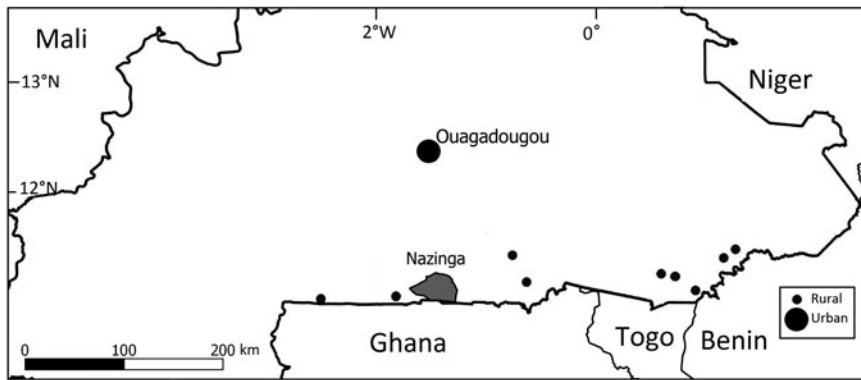 2°W
0°
Mali
13°N
Niger
Ouagadougou
12°N
Nazinga
Rural
Urban
0 100 200 km
Ghana
Togo
Benin